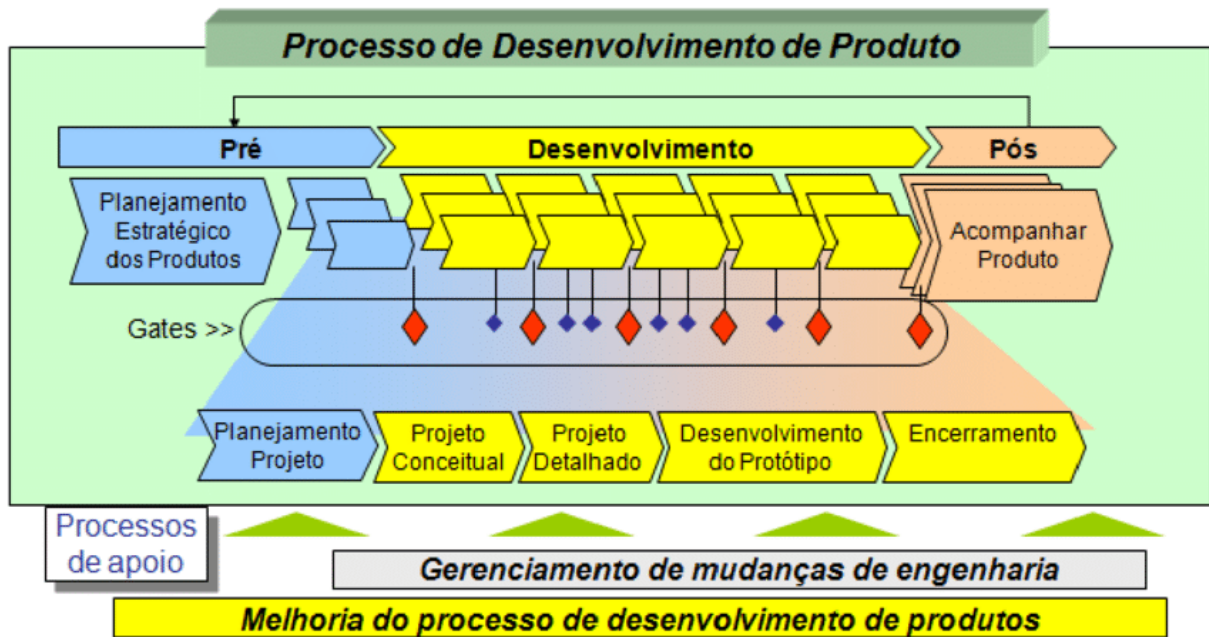 Processo de Desenvolvimento de Produto
Pré
Desenvolvimento
Pós
Planejamento
Estratégico
dos Produtos
Acompanhar
Produto
Gates >>
Planejamento
Projeto
Projeto
Conceitual
Projeto
Detalhado
Desenvolvimento
do Protótipo
Encerramento
Processos
de apoio
Gerenciamento de mudanças de engenharia
Melhoria do processo de desenvolvimento de produtos